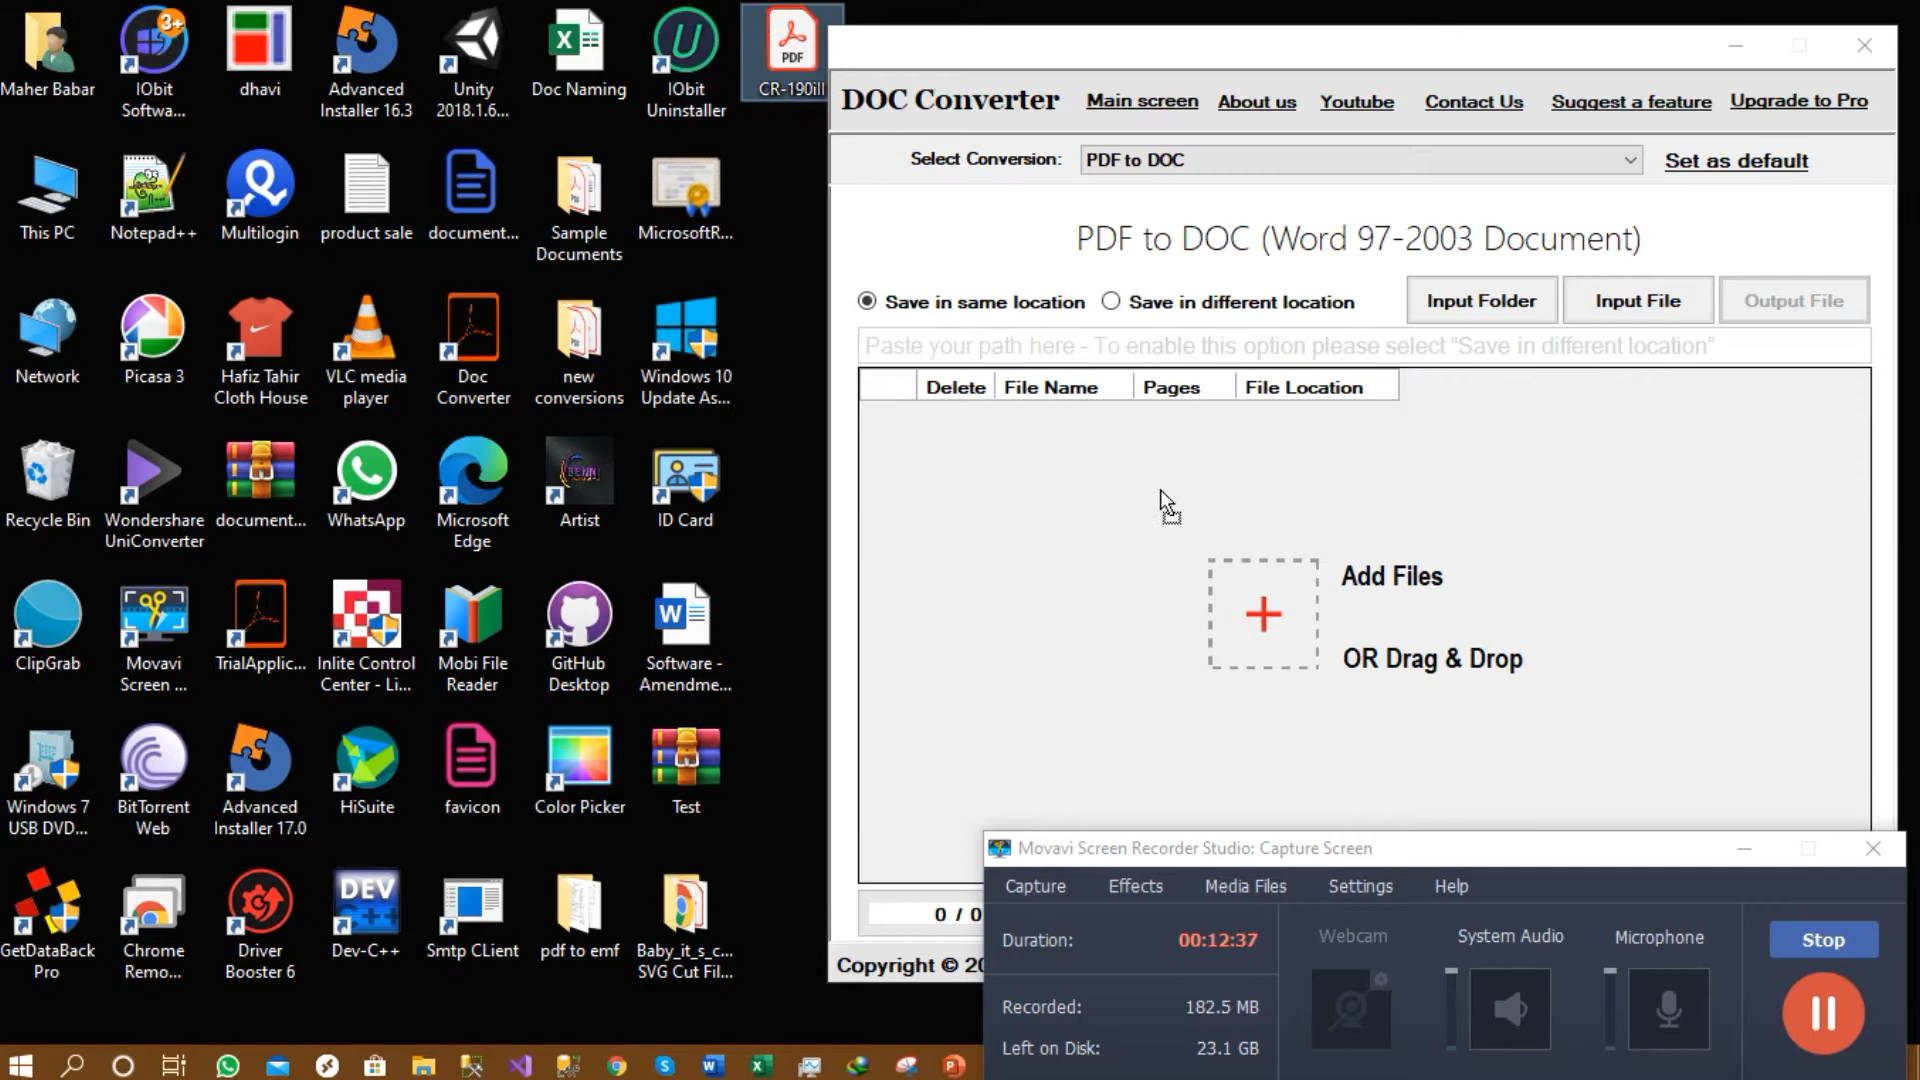 Maher Babar
IObit
Softwa...
3+
dhavi
Advanced
Installer 16.3
Unity
2018.1.6...
Doc Naming
IObit
Uninstaller
PDF
CR-190ill
This PC
Notepad++
Multilogin
product sale
document...
Sample
Documents
MicrosoftR...
Network
Picasa 3
Hafiz Tahir
Cloth House
VLC media
player
Doc
Converter
new
conversions
Windows 10
Update As...
Recycle Bin
Wondershare
UniConverter
document...
WhatsApp
Microsoft
Edge
Artist
ID Card
ClipGrab
Movavi
Screen ...
TrialApplic...
Inlite Control
Center - Li...
Mobi File
Reader
GitHub
Desktop
Software -
Amendme...
Windows 7
USB DVD...
BitTorrent
Web
Advanced
Installer 17.0
HiSuite
favicon
Color Picker
Test
GetDataBack
Pro
Chrome
Remo...
Driver
Booster 6
DEV
C++
Dev-C++
Smtp CLient
pdf to emf
Baby_it_s_c...
SVG Cut Fil...
DOC Converter
Main screen
About us
Youtube
Contact Us
Suggest a feature
Upgrade to Pro
Select Conversion:
PDF to DOC
Set as default
PDF to DOC (Word 97-2003 Document)
Save in same location
Save in different location
Input Folder
Input File
Output File
Paste your path here - To enable this option please select “Save in different location”
Delete
File Name
Pages
File Location
Add Files
OR Drag & Drop
0 / 0
Copyright © 20
Movavi Screen Recorder Studio: Capture Screen
Capture
Effects
Media Files
Settings
Help
Duration:
00:12:37
Webcam
System Audio
Microphone
Stop
Recorded:
182.5 MB
Left on Disk:
23.1 GB